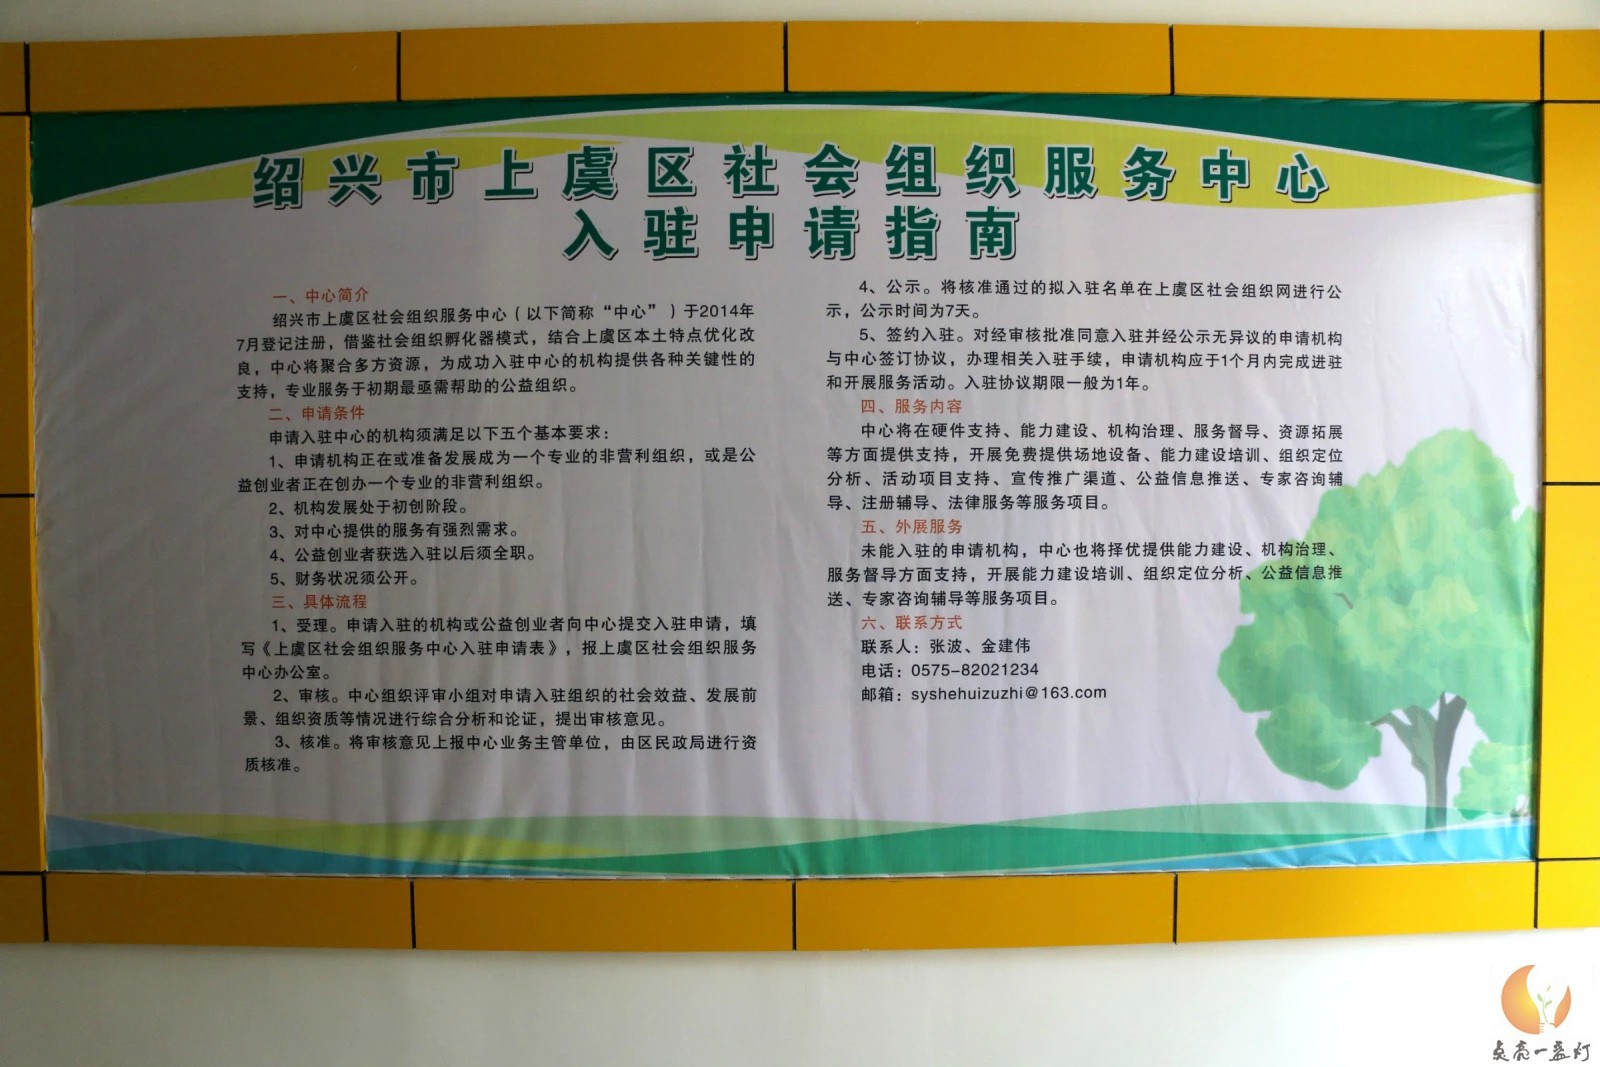 绍兴市上虞区社会组织服务中心
入驻申请指南
一、中心简介
绍兴市上虞区社会组织服务中心（以下简称“中心”）于2014年
7月登记注册，借鉴社会组织孵化器模式，结合上虞区本土特点优化改
良，中心将聚合多方资源，为成功入驻中心的机构提供各种关键性的
支持，专业服务于初期最亟需帮助的公益组织。
二、申请条件
申请入驻中心的机构须满足以下五个基本要求：
1、申请机构正在或准备发展成为一个专业的非营利组织，或是公
益创业者正在创办一个专业的非营利组织。
2、机构发展处于初创阶段。
3、对中心提供的服务有强烈需求。
4、公益创业者获选入驻以后须全职。
5、财务状况须公开。
三、具体流程
1、受理。申请入驻的机构或公益创业者向中心提交入驻申请，填
写《上虞区社会组织服务中心入驻申请表》，报上虞区社会组织服务
中心办公室。
2、审核。中心组织评审小组对申请入驻组织的社会效益、发展前
景、组织资质等情况进行综合分析和论证，提出审核意见。
3、核准。将审核意见上报中心业务主管单位，由区民政局进行资
质核准。
4、公示。将核准通过的拟入驻名单在上虞区社会组织网进行公
示，公示时间为7天。
5、签约入驻。对经审核批准同意入驻并经公示无异议的申请机构
与中心签订协议，办理相关入驻手续，申请机构应于1个月内完成进驻
和开展服务活动。入驻协议期限一般为1年。
四、服务内容
中心将在硬件支持、能力建设、机构治理、服务督导、资源拓展
等方面提供支持，开展免费提供场地设备、能力建设培训、组织定位
分析、活动项目支持、宣传推广渠道、公益信息推送、专家咨询辅
导、注册辅导、法律服务等服务项目。
五、外展服务
未能入驻的申请机构，中心也将择优提供能力建设、机构治理、
服务督导方面支持，开展能力建设培训、组织定位分析、公益信息推
送、专家咨询辅导等服务项目。
六、联系方式
联系人：张波、金建伟
电话：0575-82021234
邮箱：syshehuizuzhi@163.com
点亮一盏灯